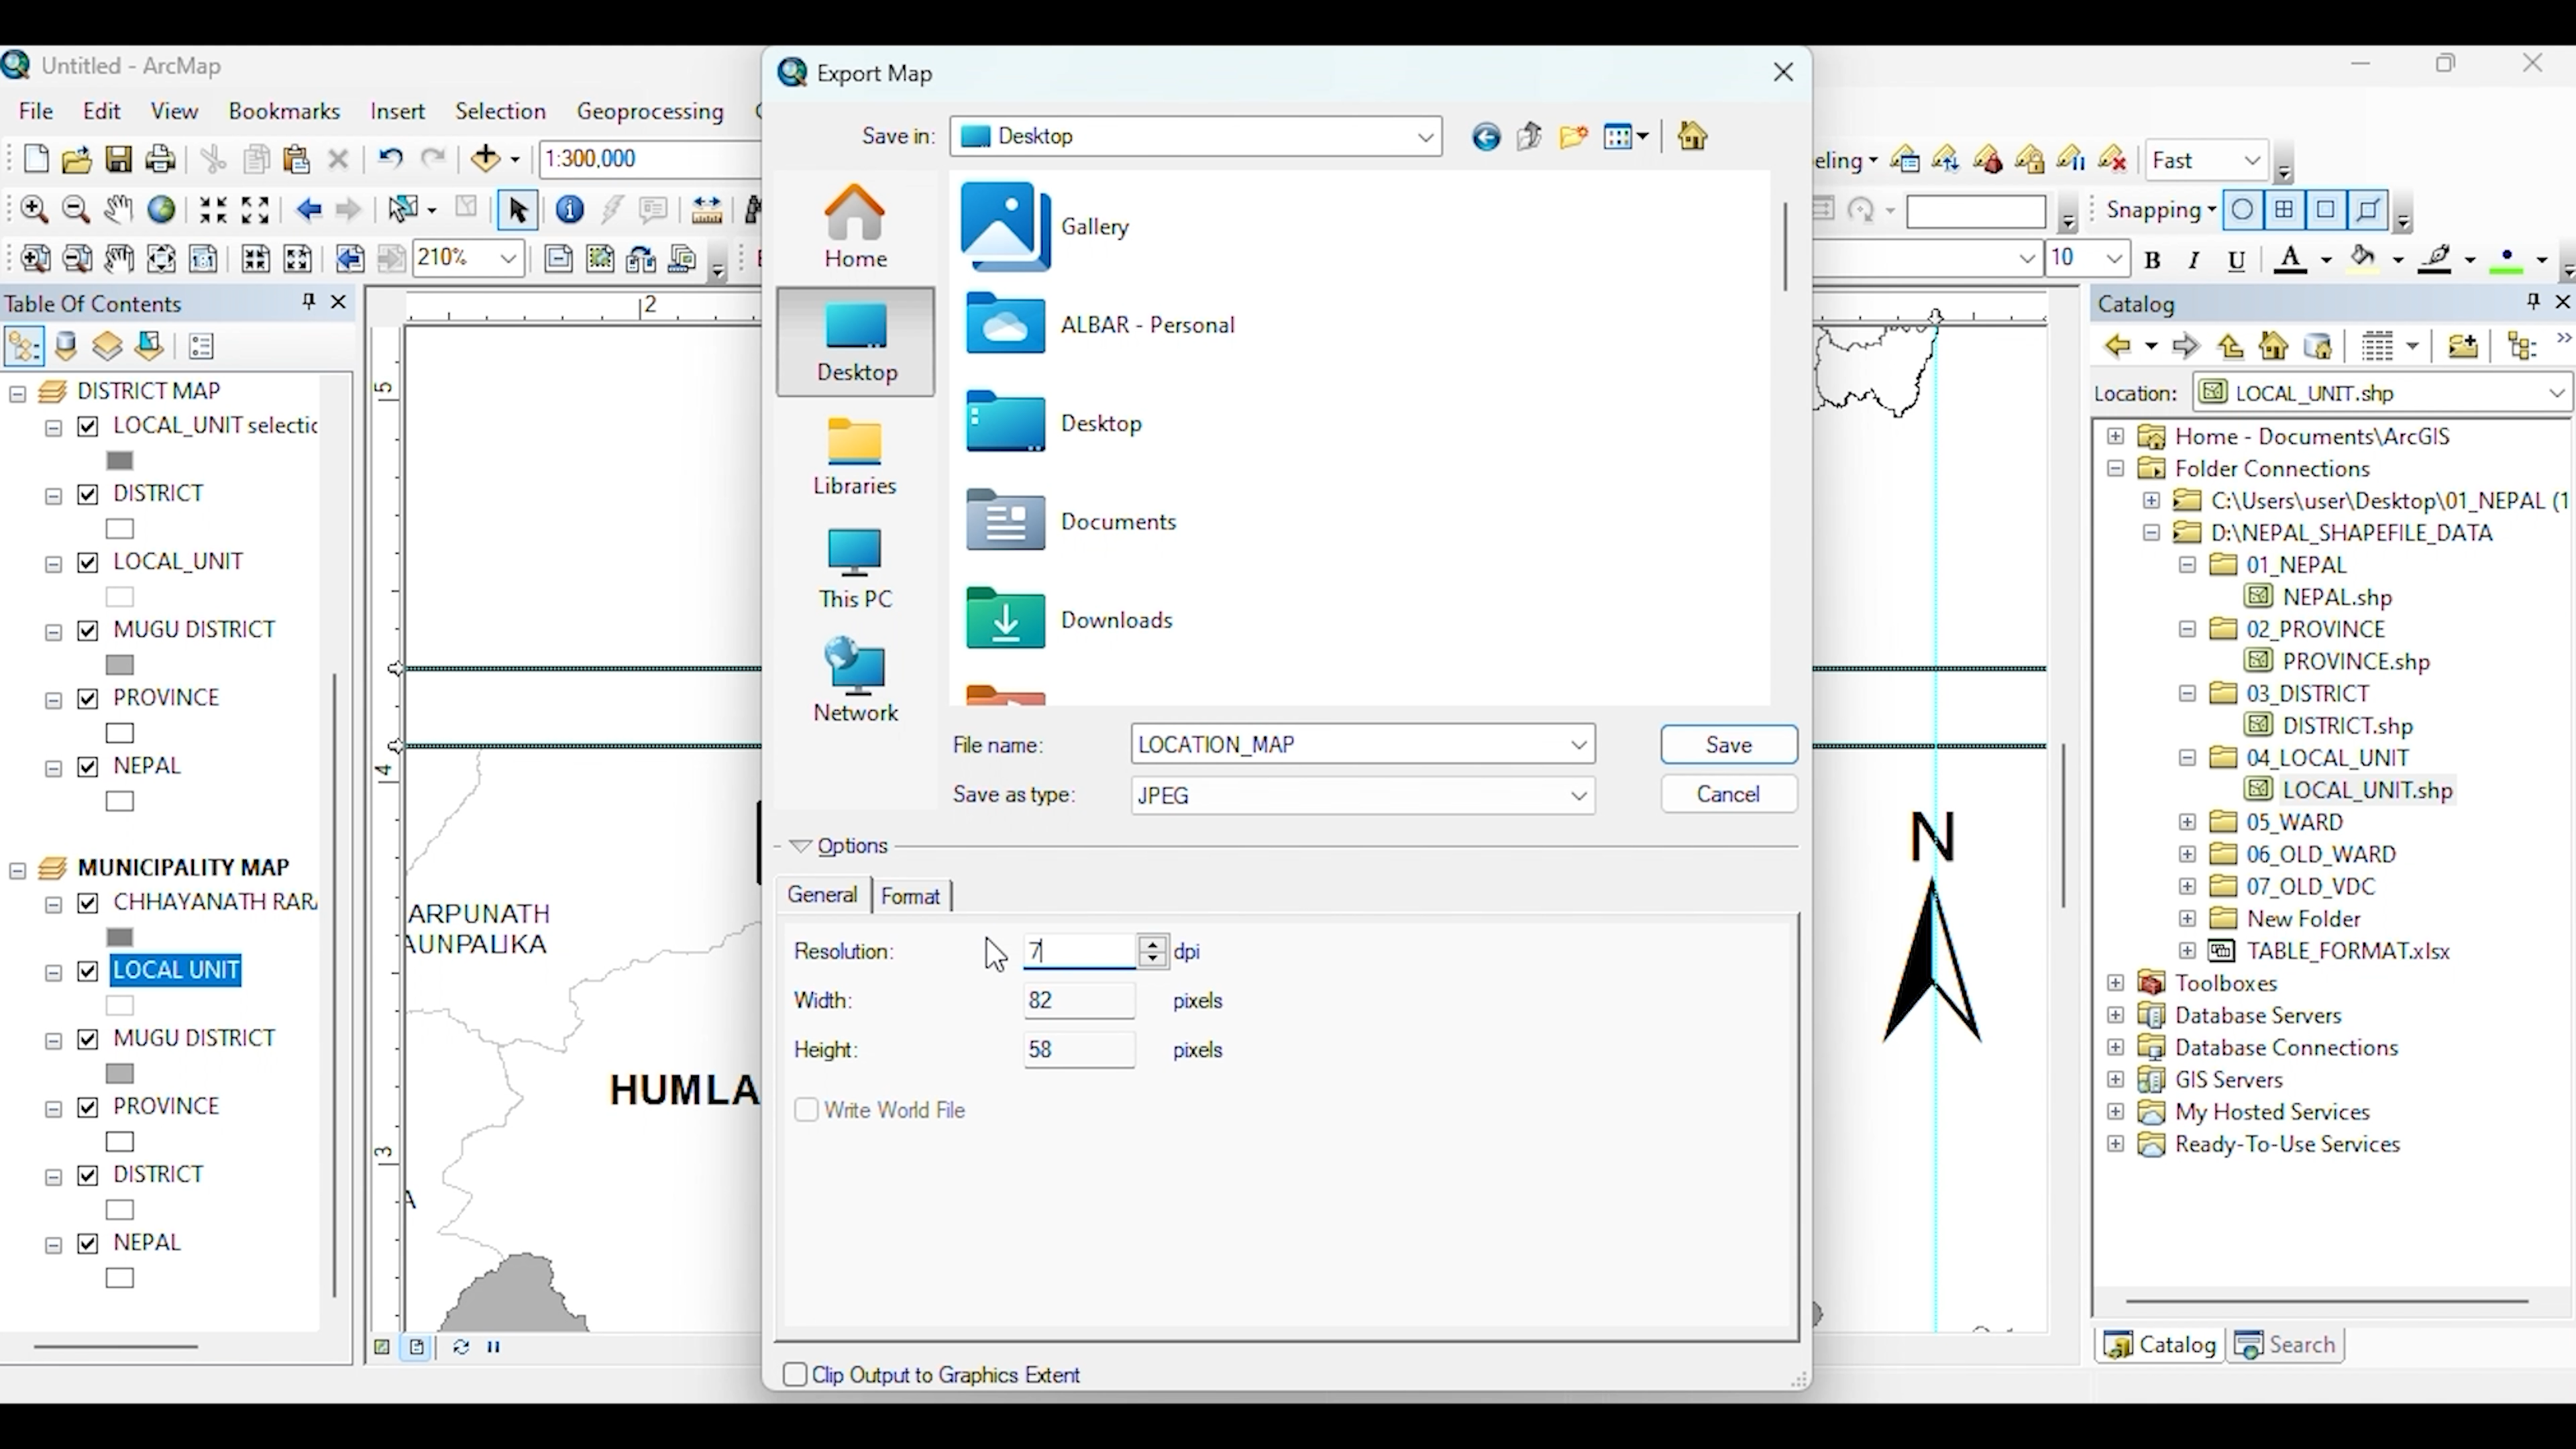 Untitled - ArcMap
File Edit View Bookmarks Insert Selection Geoprocessing
1:300,000
210%
Table Of Contents
DISTRICT MAP
LOCAL_UNIT selectic
DISTRICT
LOCAL_UNIT
MUGU DISTRICT
PROVINCE
NEPAL
MUNICIPALITY MAP
CHHAYANATH RAR
LOCAL UNIT
MUGU DISTRICT
PROVINCE
DISTRICT
NEPAL
2
5
4
3
ARPUNATH
AUNPALIKA
HUMLA
A
N
Export Map
Save in: Desktop
Home
Desktop
Libraries
This PC
Network
Gallery
ALBAR - Personal
Desktop
Documents
Downloads
File name: LOCATION_MAP Save
Save as type: JPEG Cancel
Options
General Format
Resolution: 7 dpi
Width: 82 pixels
Height: 58 pixels
Write World File
Clip Output to Graphics Extent
eling Fast
Snapping
10 B I U A
Catalog
Location: LOCAL_UNIT.shp
Home - Documents\ArcGIS
Folder Connections
C:\Users\user\Desktop\01_NEPAL (1
D:\NEPAL_SHAPEFILE_DATA
01_NEPAL
NEPAL.shp
02_PROVINCE
PROVINCE.shp
03_DISTRICT
DISTRICT.shp
04_LOCAL_UNIT
LOCAL_UNIT.shp
05_WARD
06_OLD_WARD
07_OLD_VDC
New Folder
TABLE_FORMAT.xlsx
Toolboxes
Database Servers
Database Connections
GIS Servers
My Hosted Services
Ready-To-Use Services
Catalog Search